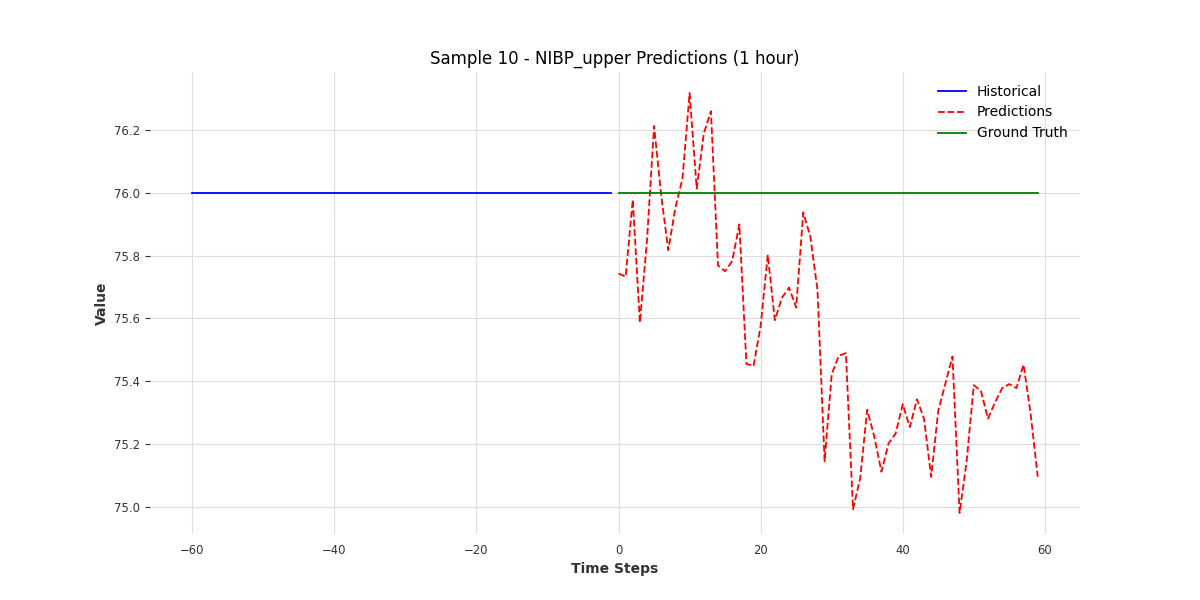 Sample 10 - NIBP_upper Predictions (1 hour)
Historical
Predictions
Ground Truth
76.2
76.0
75.8
75.6
75.4
75.2
75.0
Value
−60
−40
−20
0
20
40
60
Time Steps